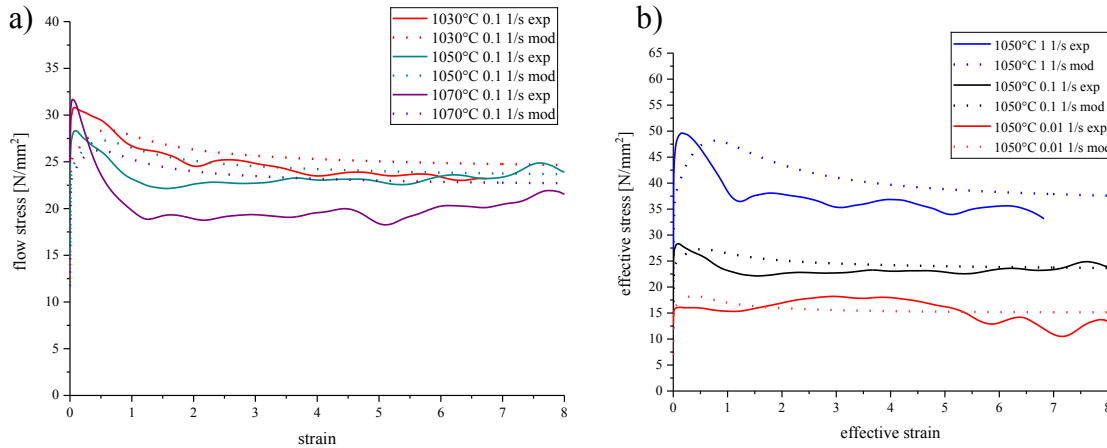 a)
40
35
30
25
20
15
10
5
0
flow stress [N/mm²]
0 1 2 3 4 5 6 7 8
strain
1030°C 0.1 1/s exp
1030°C 0.1 1/s mod
1050°C 0.1 1/s exp
1050°C 0.1 1/s mod
1070°C 0.1 1/s exp
1070°C 0.1 1/s mod
b)
65
60
55
50
45
40
35
30
25
20
15
10
5
0
effective stress [N/mm²]
0 1 2 3 4 5 6 7 8
effective strain
1050°C 1 1/s exp
1050°C 1 1/s mod
1050°C 0.1 1/s exp
1050°C 0.1 1/s mod
1050°C 0.01 1/s exp
1050°C 0.01 1/s mod